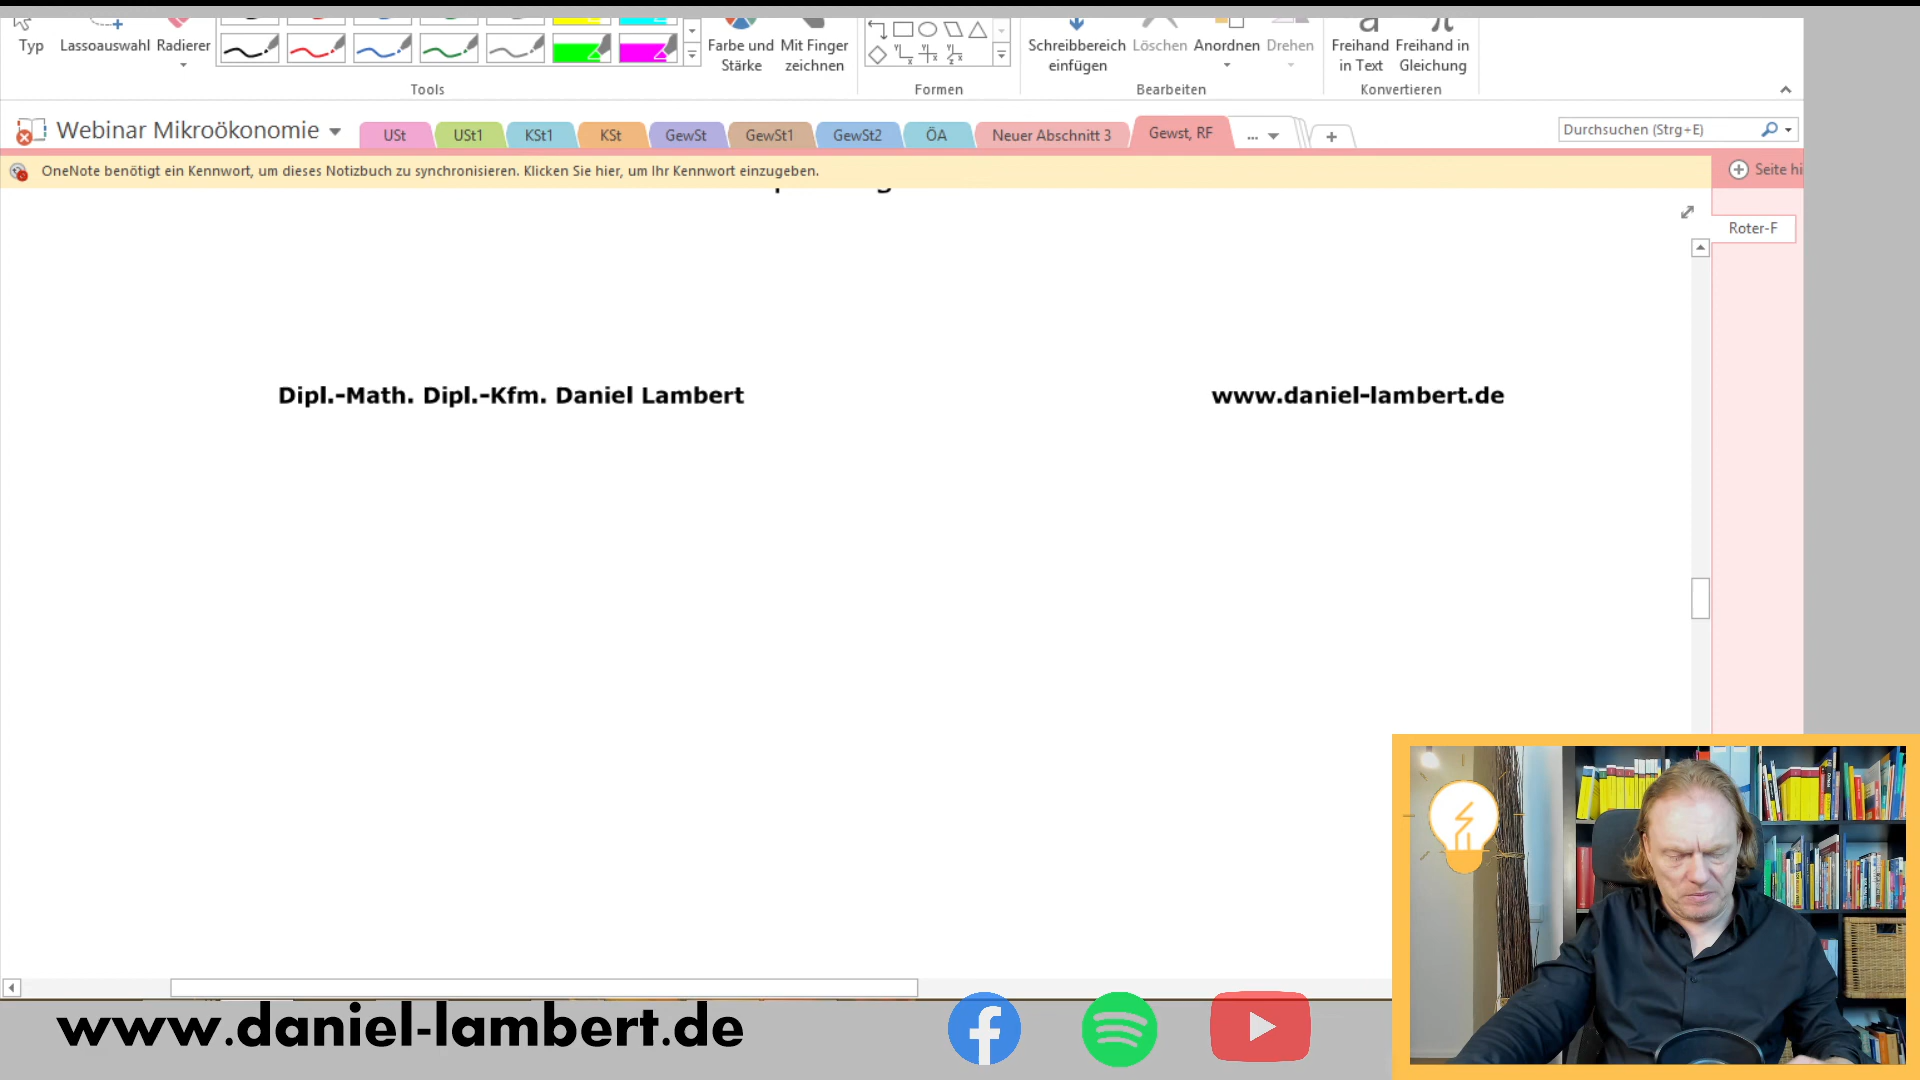 Typ
Lassoauswahl
Radierer
Farbe und
Stärke
Mit Finger
zeichnen
Schreibbereich
einfügen
Löschen
Anordnen
Drehen
Freihand
in Text
Freihand in
Gleichung
Tools
Formen
Bearbeiten
Konvertieren
Webinar Mikroökonomie
USt
USt1
KSt1
KSt
GewSt
GewSt1
GewSt2
ÖA
Neuer Abschnitt 3
Gewst, RF
...
Durchsuchen (Strg+E)
OneNote benötigt ein Kennwort, um dieses Notizbuch zu synchronisieren. Klicken Sie hier, um Ihr Kennwort einzugeben.
Seite hi
Roter-F
Dipl.-Math. Dipl.-Kfm. Daniel Lambert
www.daniel-lambert.de
www.daniel-lambert.de